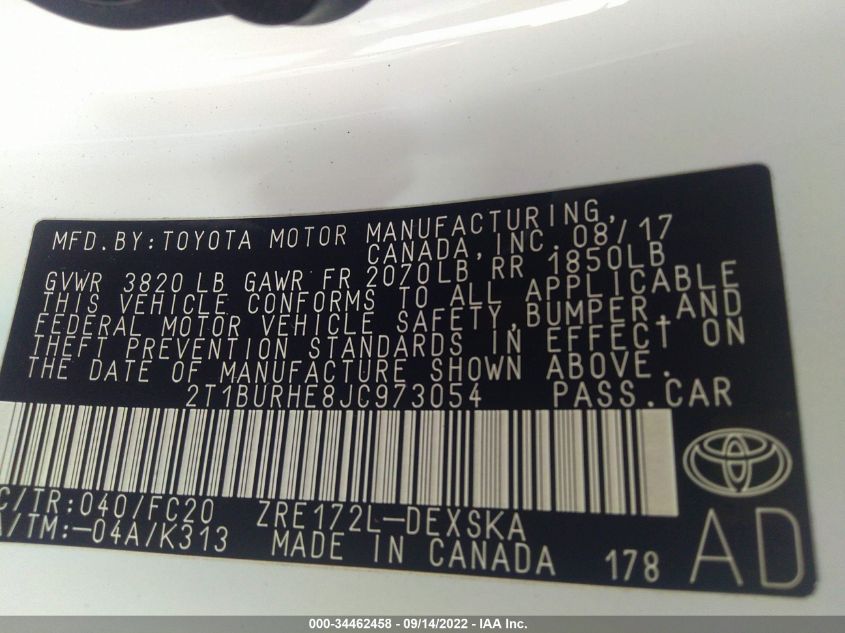 MFD.BY:TOYOTA MOTOR MANUFACTURING,
CANADA,INC. 08/17
GVWR 3820 LB GAWR FR 2070LB RR 1850LB
THIS VEHICLE CONFORMS TO ALL APPLICABLE
FEDERAL MOTOR VEHICLE SAFETY,BUMPER,AND
THEFT PREVENTION STANDARDS IN EFFECT ON
THE DATE OF MANUFACTURE SHOWN ABOVE.
2T1BURHE8JC973054 PASS.CAR
C/TR:040/FC20 ZRE172L-DEXSKA
A/TM:-04A/K313 MADE IN CANADA 178 AD
000-34462458 - 09/14/2022 - IAA Inc.